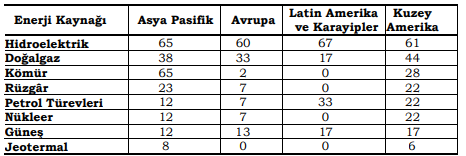 Enerji Kaynağı Asya Pasifik Avrupa Latin Amerika ve Karayipler Kuzey Amerika
Hidroelektrik 65 60 67 61
Doğalgaz 38 33 17 44
Kömür 65 2 0 28
Rüzgâr 23 7 0 22
Petrol Türevleri 12 7 33 22
Nükleer 12 7 0 22
Güneş 12 13 17 17
Jeotermal 8 0 0 6